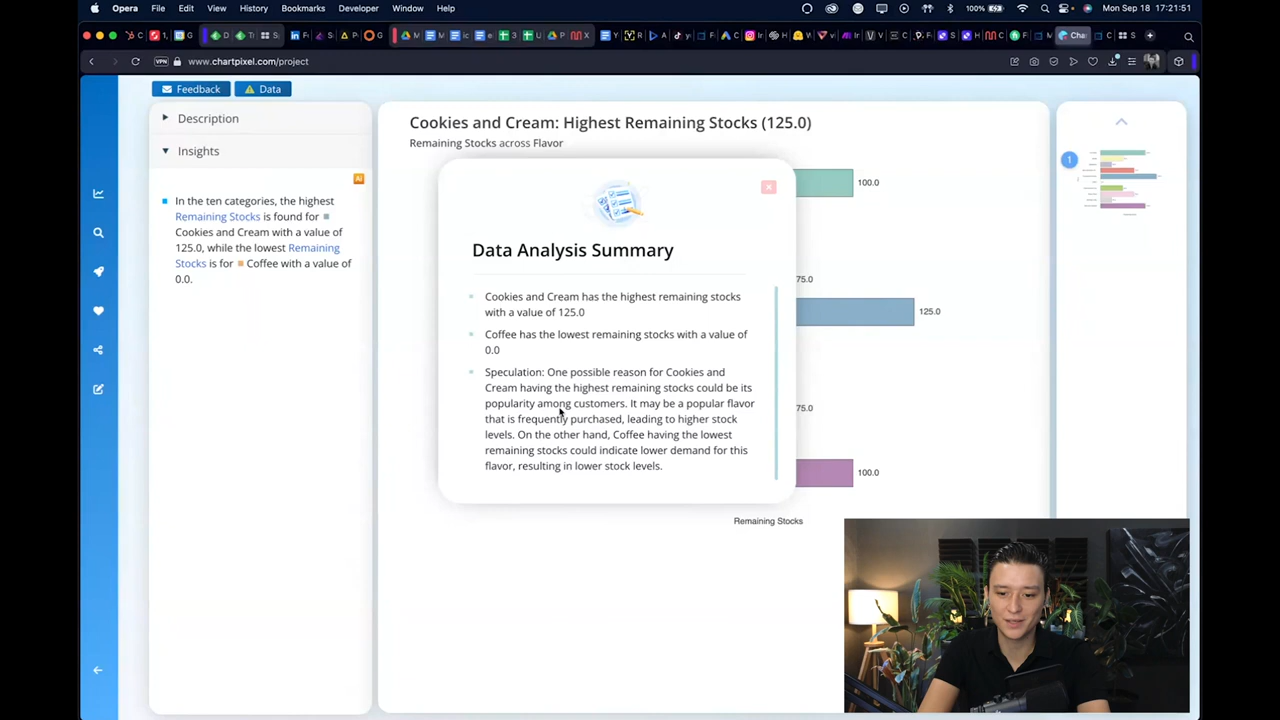 Opera File Edit View History Bookmarks Developer Window Help
100% Mon Sep 18 17:21:51
VPN www.chartpixel.com/project
Feedback Data
Description
Insights
AI
In the ten categories, the highest
Remaining Stocks is found for
Cookies and Cream with a value of
125.0, while the lowest Remaining
Stocks is for Coffee with a value of
0.0.
Cookies and Cream: Highest Remaining Stocks (125.0)
Remaining Stocks across Flavor
100.0
75.0
125.0
75.0
100.0
Remaining Stocks
Data Analysis Summary
Cookies and Cream has the highest remaining stocks
with a value of 125.0
Coffee has the lowest remaining stocks with a value of
0.0
Speculation: One possible reason for Cookies and
Cream having the highest remaining stocks could be its
popularity among customers. It may be a popular flavor
that is frequently purchased, leading to higher stock
levels. On the other hand, Coffee having the lowest
remaining stocks could indicate lower demand for this
flavor, resulting in lower stock levels.
1